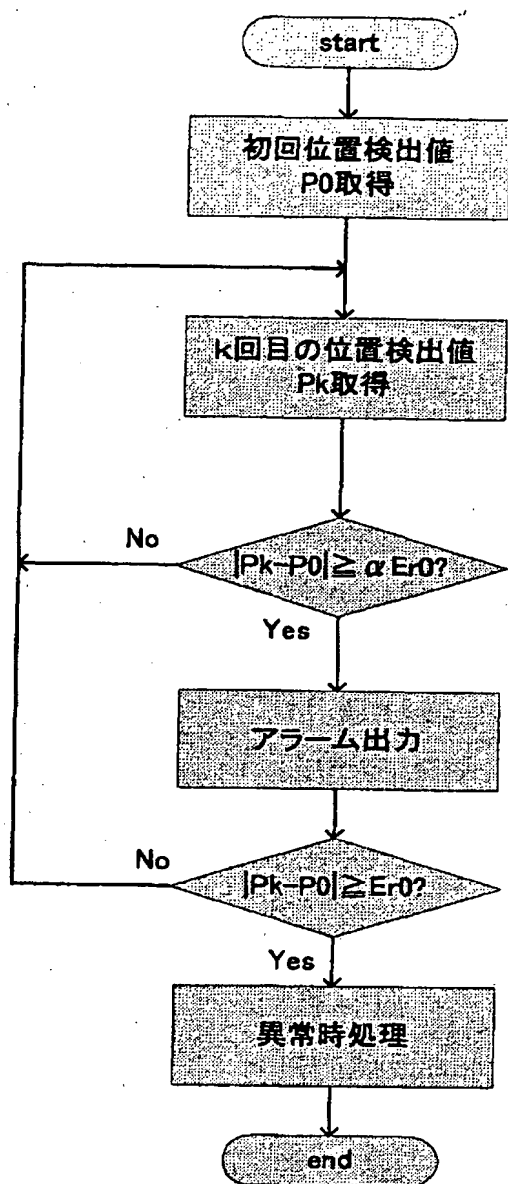 start
初回位置検出値
P0取得
k回目の位置検出値
Pk取得
No
|Pk-P0|≧αEr0?
Yes
アラーム出力
No
|Pk-P0|≧Er0?
Yes
異常時処理
end